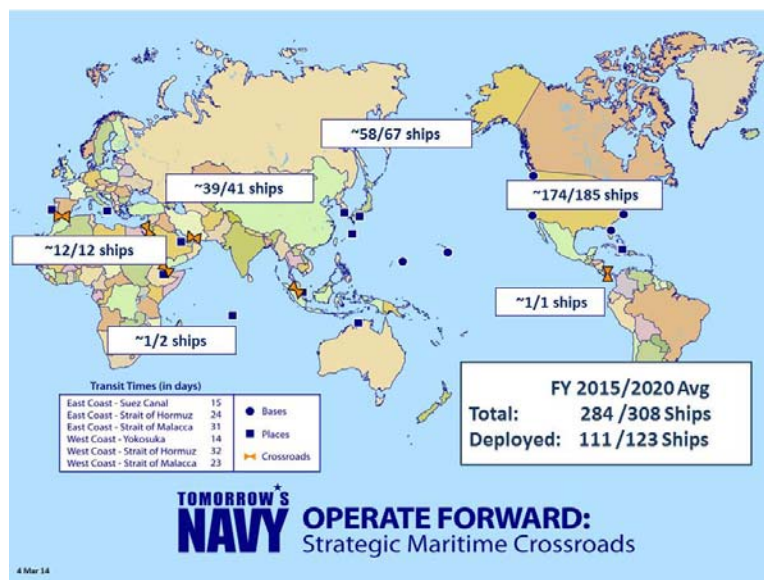 ~58/67 ships
~39/41 ships
~174/185 ships
~12/12 ships
~1/1 ships
~1/2 ships
Transit Times (in days)
East Coast - Suez Canal 15
East Coast - Strait of Hormuz 24
East Coast - Strait of Malacca 31
West Coast - Yokosuka 14
West Coast - Strait of Hormuz 32
West Coast - Strait of Malacca 23
Bases
Places
Crossroads
FY 2015/2020 Avg
Total: 284 /308 Ships
Deployed: 111 /123 Ships
TOMORROW'S
NAVY
OPERATE FORWARD:
Strategic Maritime Crossroads
4 Mar 14